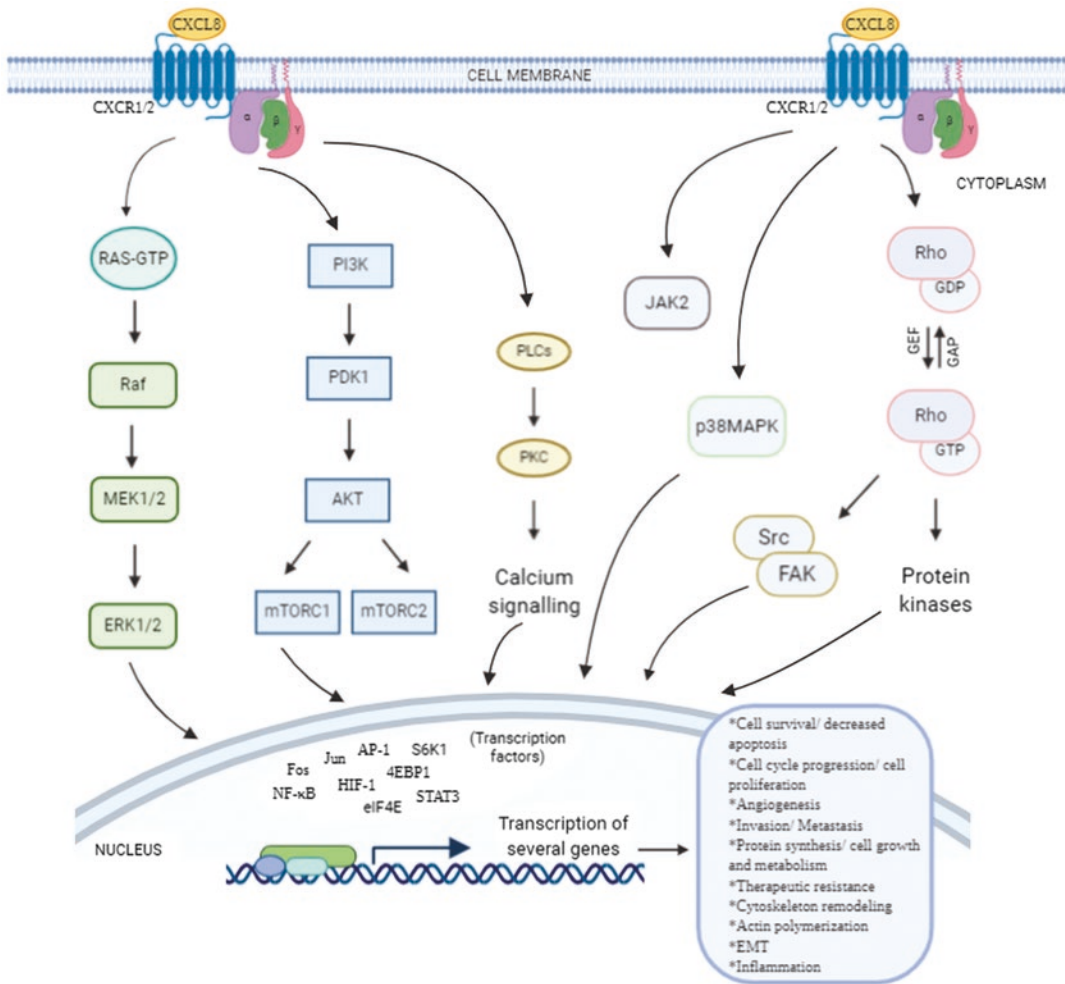 CXCL8
CXCL8
CELL MEMBRANE
CXCR1/2
CXCR1/2
α
β
γ
α
β
γ
CYTOPLASM
RAS-GTP
Raf
MEK1/2
ERK1/2
PI3K
PDK1
AKT
mTORC1
mTORC2
PLCs
PKC
Calcium
signalling
JAK2
p38MAPK
Rho
GDP
GEF
GAP
Rho
GTP
Src
FAK
Protein
kinases
(Transcription
factors)
Fos
Jun
AP-1
S6K1
NF-κB
HIF-1
4EBP1
eIF4E
STAT3
NUCLEUS
Transcription of
several genes
*Cell survival/ decreased
apoptosis
*Cell cycle progression/ cell
proliferation
*Angiogenesis
*Invasion/ Metastasis
*Protein synthesis/ cell growth
and metabolism
*Therapeutic resistance
*Cytoskeleton remodeling
*Actin polymerization
*EMT
*Inflammation